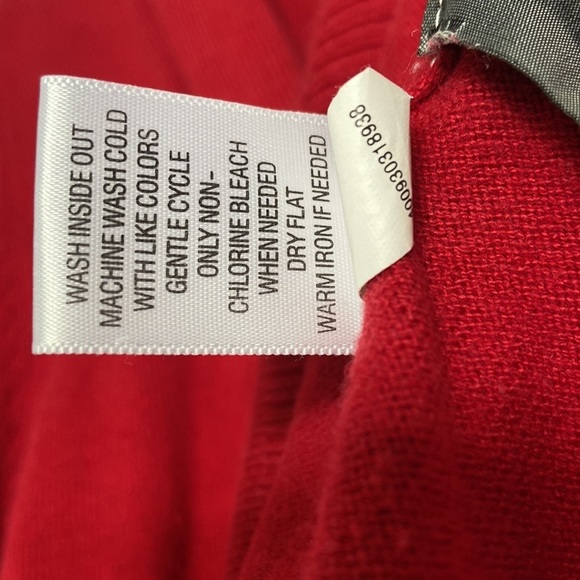 WASH INSIDE OUT
MACHINE WASH COLD
WITH LIKE COLORS
GENTLE CYCLE
ONLY NON-
CHLORINE BLEACH
WHEN NEEDED
DRY FLAT
WARM IRON IF NEEDED
400930318938